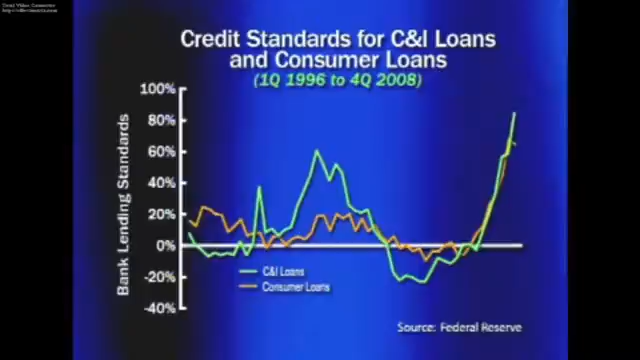 Credit Standards for C&I Loans
and Consumer Loans
(1Q 1996 to 4Q 2008)
Bank Lending Standards
100%
80%
60%
40%
20%
0%
-20%
-40%
C&I Loans
Consumer Loans
Source: Federal Reserve